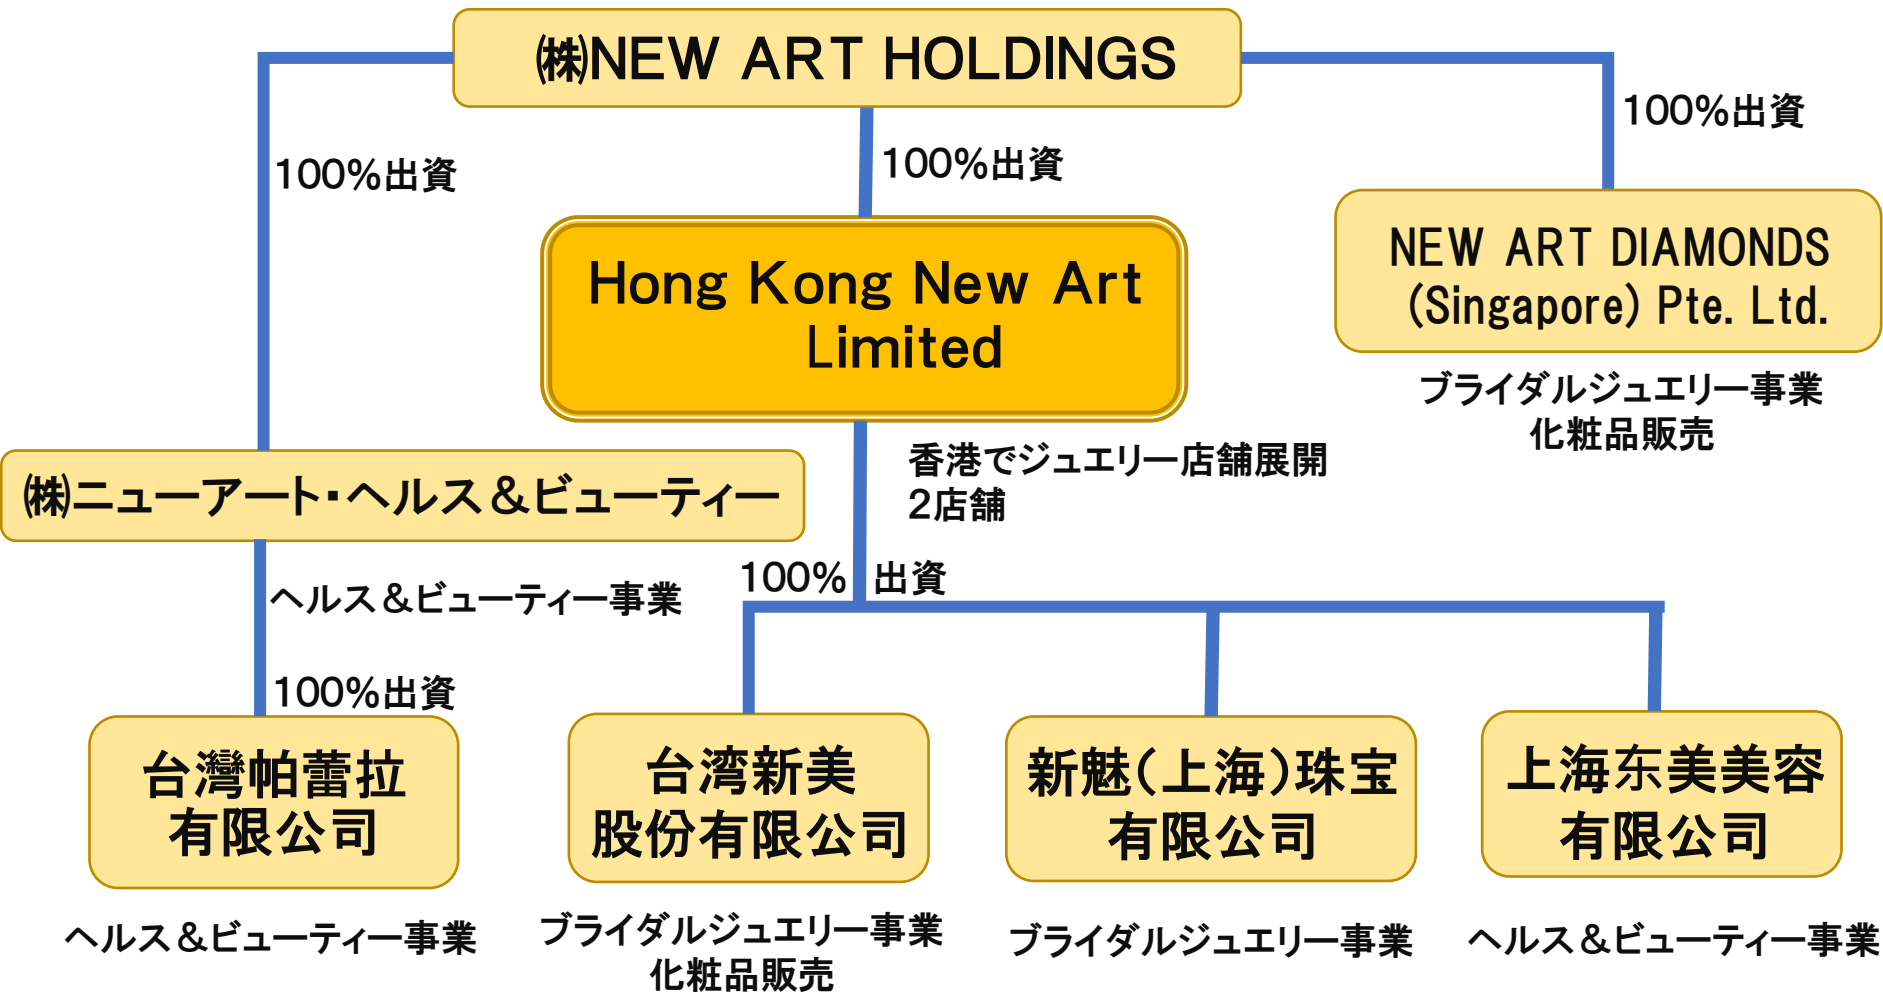 ㈱NEW ART HOLDINGS
100%出資
100%出資
100%出資
Hong Kong New Art
Limited
NEW ART DIAMONDS
(Singapore) Pte. Ltd.
ブライダルジュエリー事業
化粧品販売
香港でジュエリー店舗展開
2店舗
㈱ニューアート・ヘルス&ビューティー
ヘルス&ビューティー事業
100% 出資
100%出資
台灣帕蕾拉
有限公司
台湾新美
股份有限公司
新魅(上海)珠宝
有限公司
上海东美美容
有限公司
ヘルス&ビューティー事業
ブライダルジュエリー事業
化粧品販売
ブライダルジュエリー事業
ヘルス&ビューティー事業